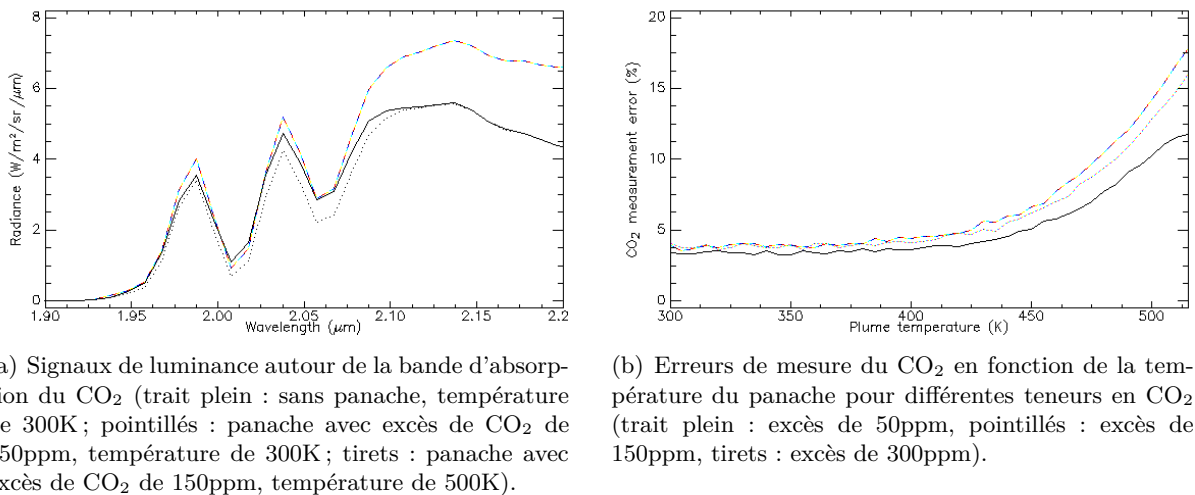 8
6
4
2
0
Radiance (W/m²/sr/μm)
1.90 1.95 2.00 2.05 2.10 2.15 2.2
Wavelength (μm)
20
15
10
5
0
CO₂ measurement error (%)
300 350 400 450 500
Plume temperature (K)
a) Signaux de luminance autour de la bande d'absorp-
ion du CO₂ (trait plein : sans panache, température
e 300K ; pointillés : panache avec excès de CO₂ de
50ppm, température de 300K ; tirets : panache avec
xcès de CO₂ de 150ppm, température de 500K).
(b) Erreurs de mesure du CO₂ en fonction de la tem-
pérature du panache pour différentes teneurs en CO₂
(trait plein : excès de 50ppm, pointillés : excès de
150ppm, tirets : excès de 300ppm).